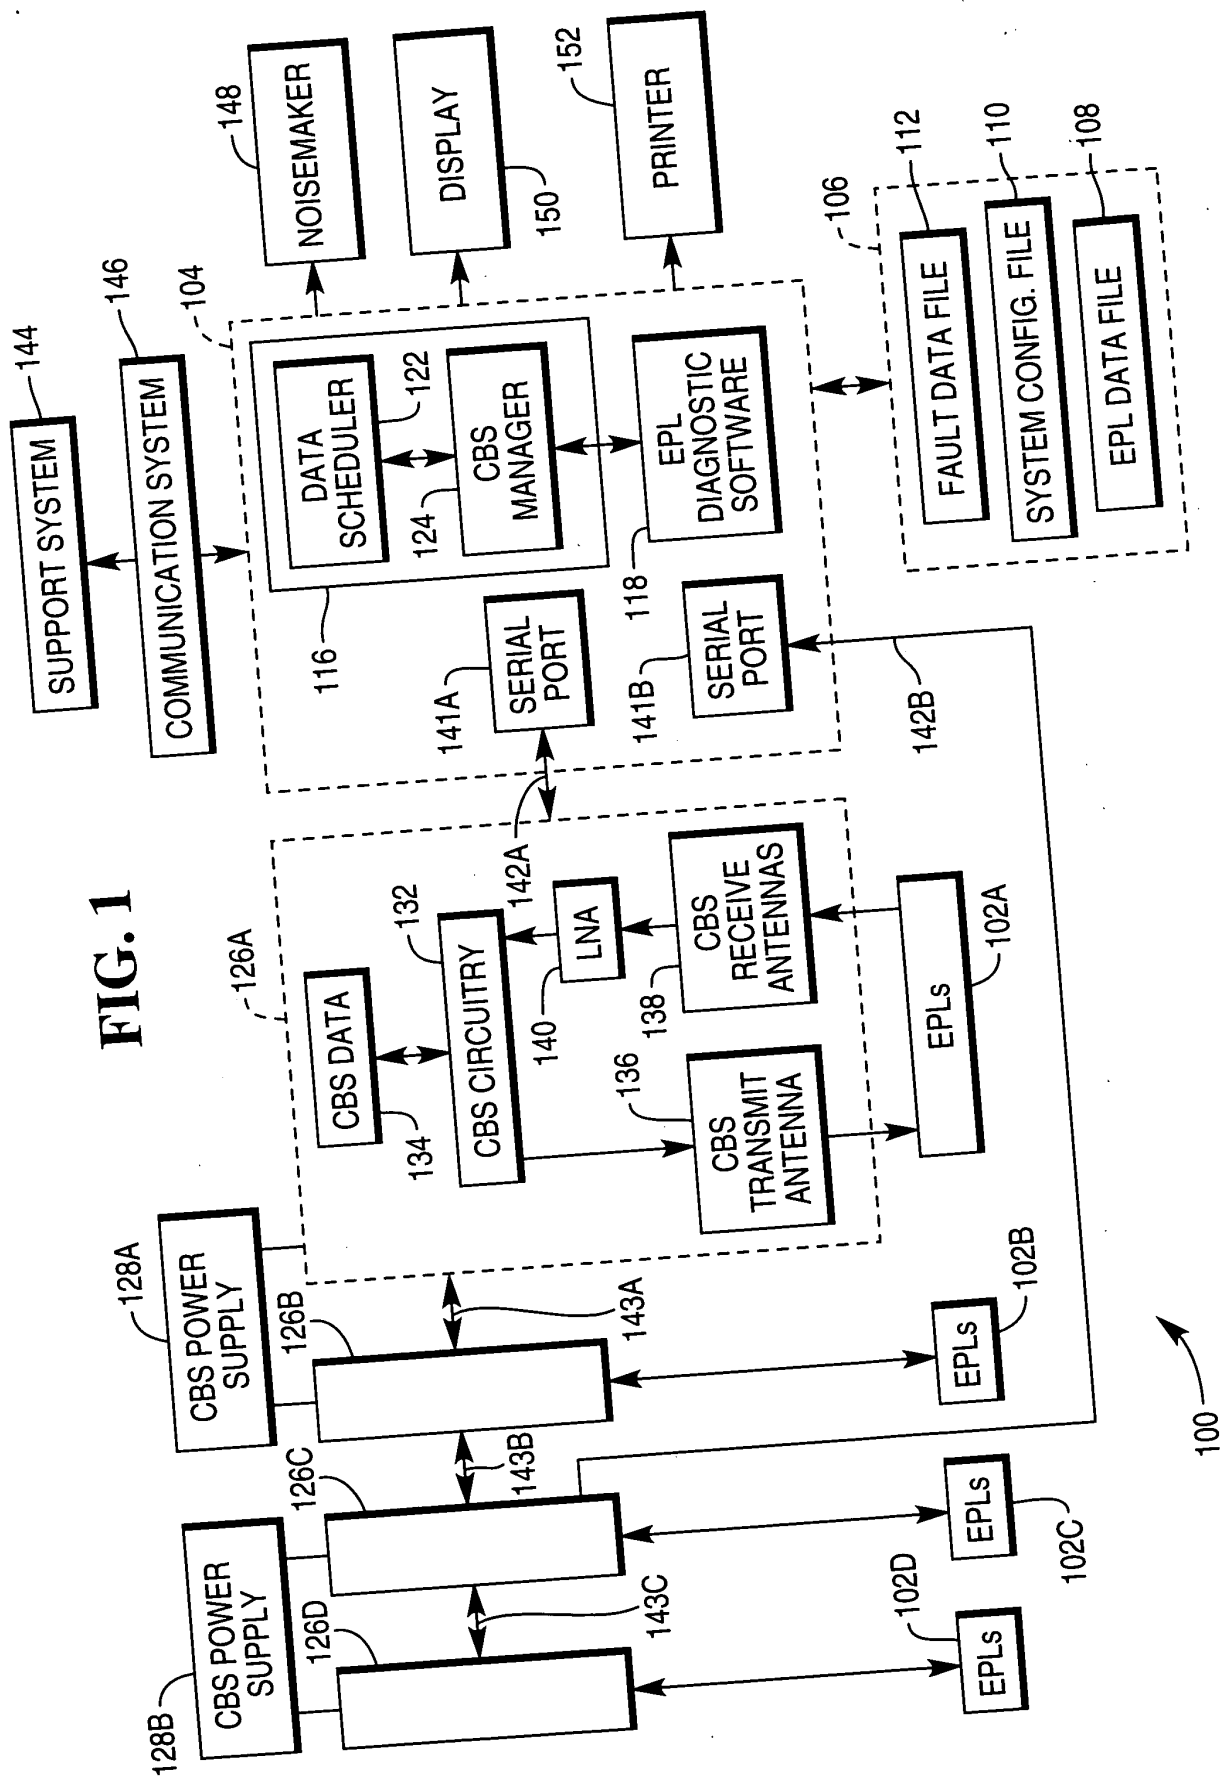 FIG. 1
144
SUPPORT SYSTEM
146
COMMUNICATION SYSTEM
104
148
NOISEMAKER
DISPLAY
150
152
PRINTER
DATA
SCHEDULER
122
124
CBS
MANAGER
116
118
EPL
DIAGNOSTIC
SOFTWARE
141A
SERIAL
PORT
141B
SERIAL
PORT
142A
142B
106
112
FAULT DATA FILE
110
SYSTEM CONFIG. FILE
108
EPL DATA FILE
126A
CBS DATA
134
132
CBS CIRCUITRY
140
LNA
138
CBS
RECEIVE
ANTENNAS
136
CBS
TRANSMIT
ANTENNA
EPLs
102A
128A
CBS POWER
SUPPLY
126B
143A
EPLs
102B
126C
143B
EPLs
102C
128B
CBS POWER
SUPPLY
126D
143C
102D
EPLs
100